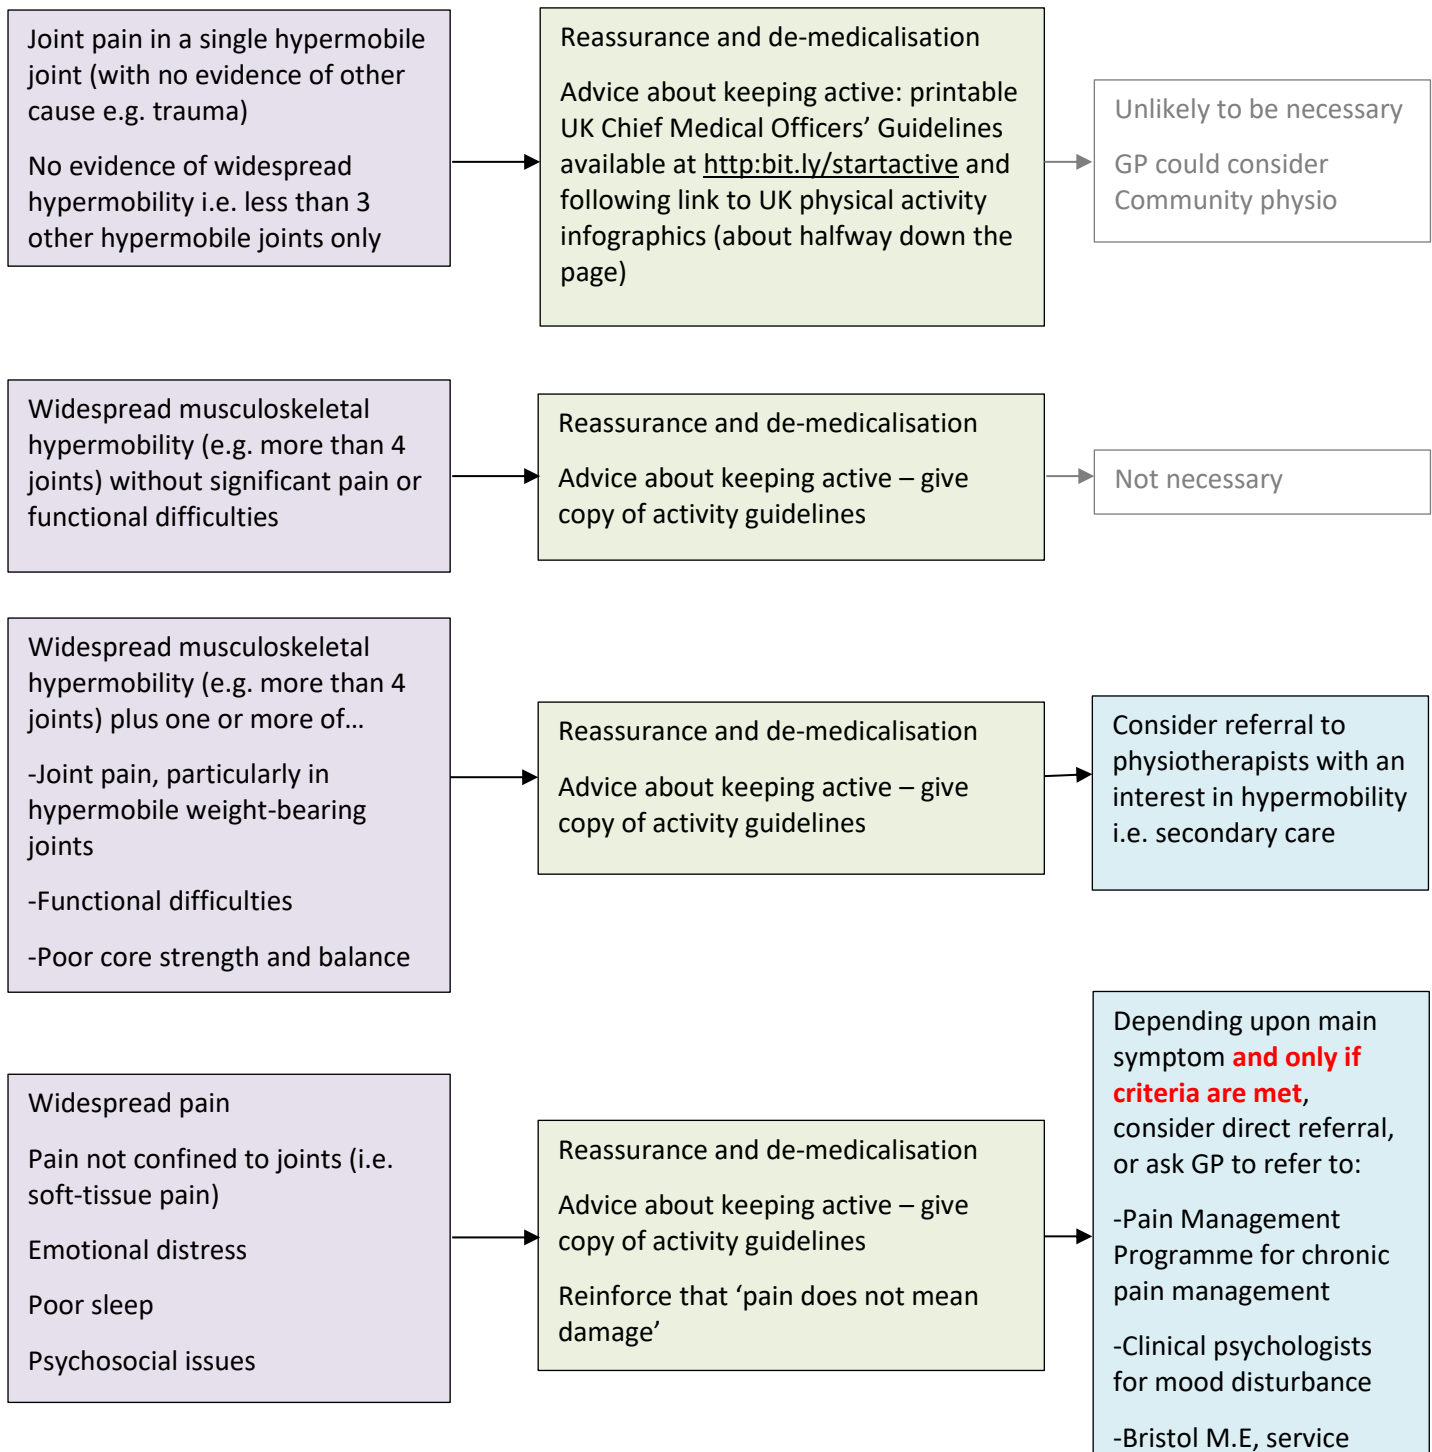 Joint pain in a single hypermobile
joint (with no evidence of other
cause e.g. trauma)
No evidence of widespread
hypermobility i.e. less than 3
other hypermobile joints only
Reassurance and de-medicalisation
Advice about keeping active: printable
UK Chief Medical Officers’ Guidelines
available at http:bit.ly/startactive and
following link to UK physical activity
infographics (about halfway down the
page)
Unlikely to be necessary
GP could consider
Community physio
Widespread musculoskeletal
hypermobility (e.g. more than 4
joints) without significant pain or
functional difficulties
Reassurance and de-medicalisation
Advice about keeping active – give
copy of activity guidelines
Not necessary
Widespread musculoskeletal
hypermobility (e.g. more than 4
joints) plus one or more of…
-Joint pain, particularly in
hypermobile weight-bearing
joints
-Functional difficulties
-Poor core strength and balance
Reassurance and de-medicalisation
Advice about keeping active – give
copy of activity guidelines
Consider referral to
physiotherapists with an
interest in hypermobility
i.e. secondary care
Widespread pain
Pain not confined to joints (i.e.
soft-tissue pain)
Emotional distress
Poor sleep
Psychosocial issues
Reassurance and de-medicalisation
Advice about keeping active – give
copy of activity guidelines
Reinforce that ‘pain does not mean
damage’
Depending upon main
symptom and only if
criteria are met,
consider direct referral,
or ask GP to refer to:
-Pain Management
Programme for chronic
pain management
-Clinical psychologists
for mood disturbance
-Bristol M.E, service